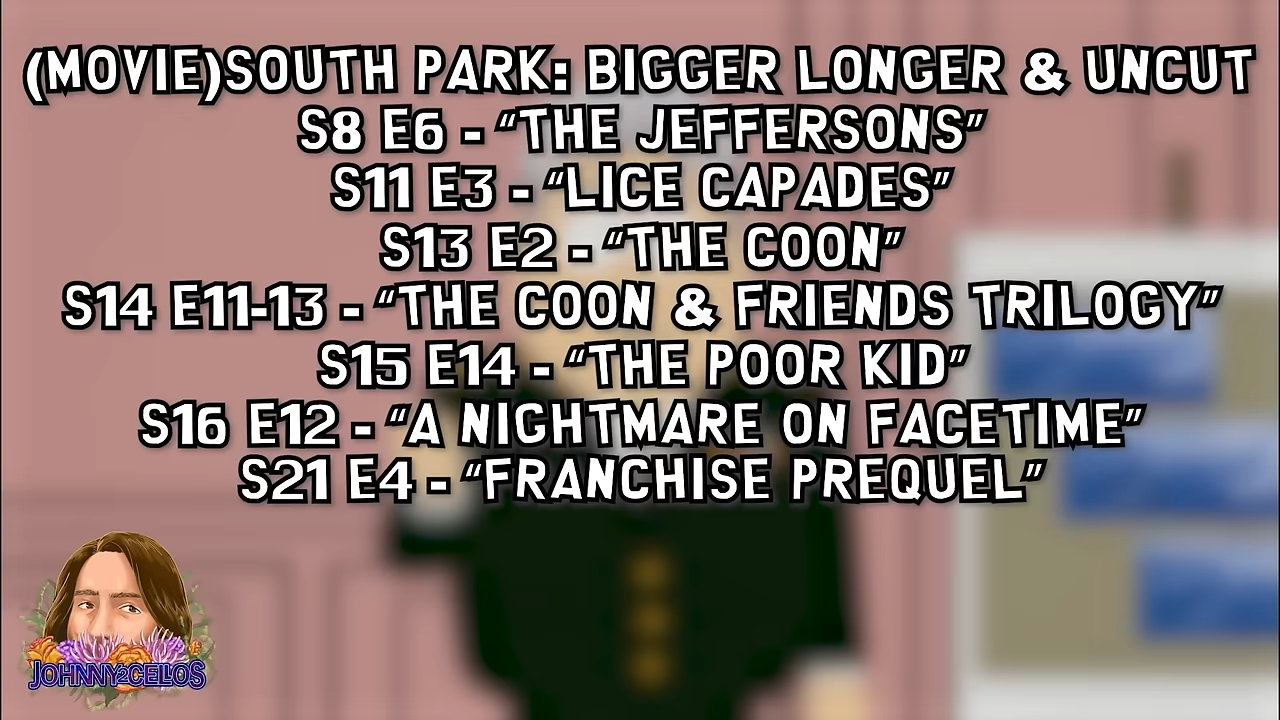 (MOVIE)SOUTH PARK: BIGGER LONGER & UNCUT
S8 E6 - “THE JEFFERSONS”
S11 E3 - “LICE CAPADES”
S13 E2 - “THE COON”
S14 E11-13 - “THE COON & FRIENDS TRILOGY”
S15 E14 - “THE POOR KID”
S16 E12 - “A NIGHTMARE ON FACETIME”
S21 E4 - “FRANCHISE PREQUEL”
JOHNNY2CELLOS